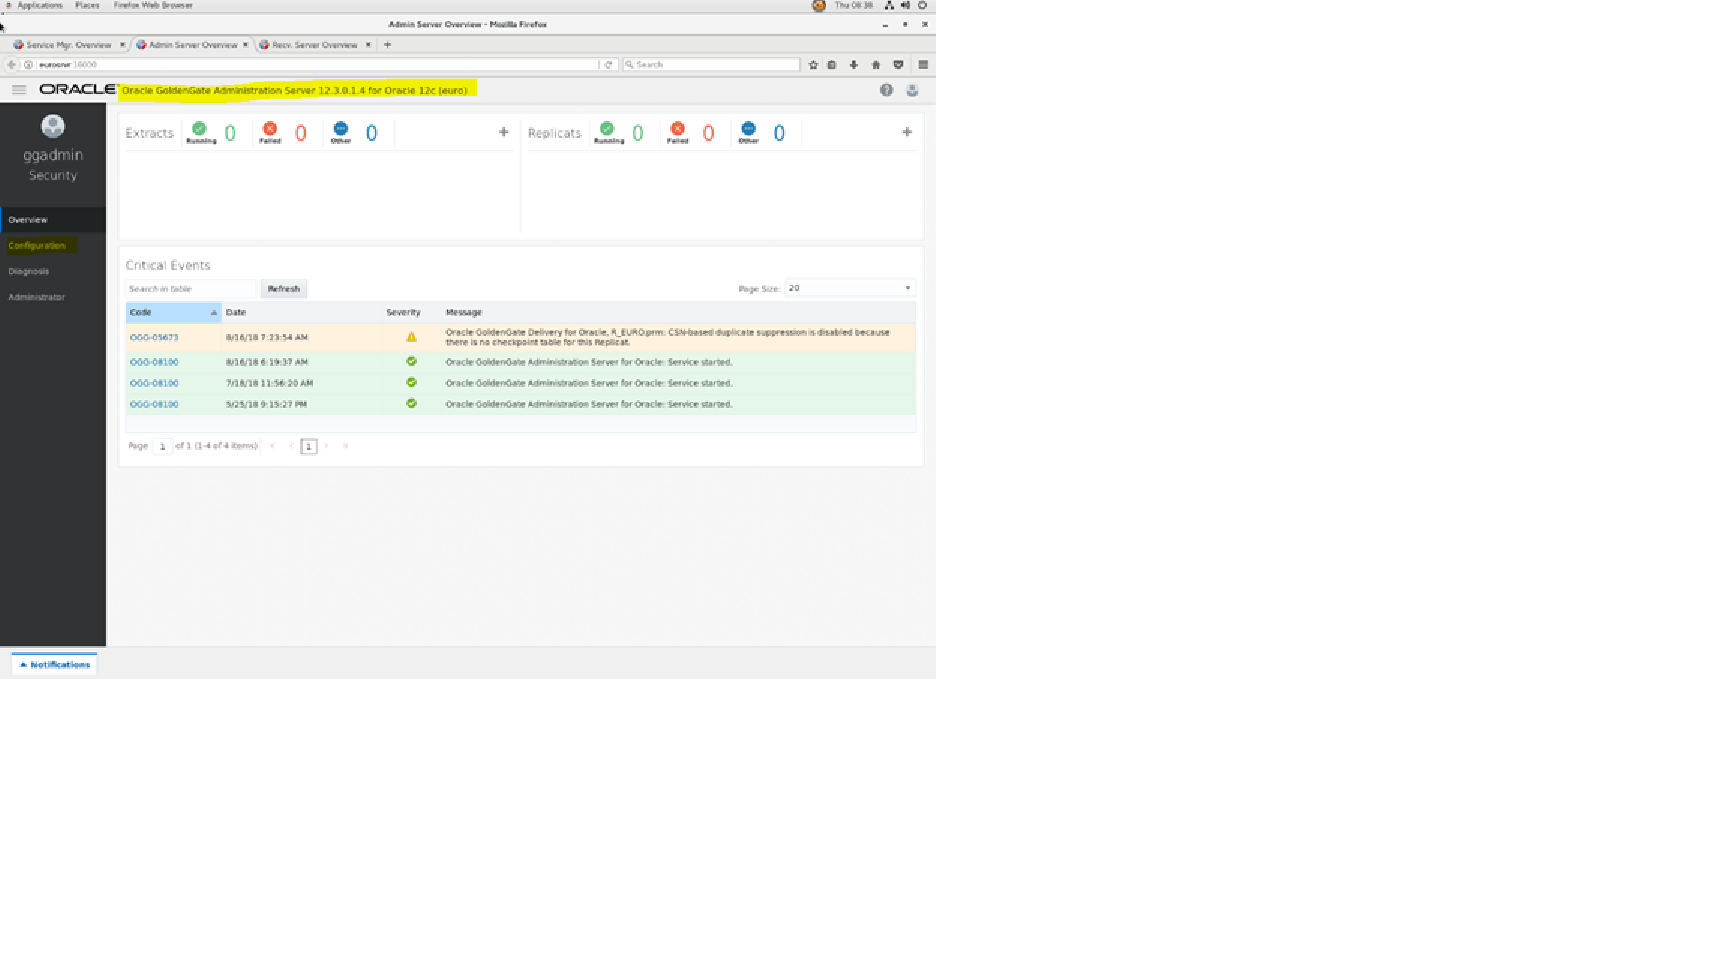 Applications Places Firefox Web Browser Thu 08:38
Admin Server Overview - Mozilla Firefox
Service Mgr. Overview Admin Server Overview Recv. Server Overview
eurosrvr:16000 Search
ORACLE Oracle GoldenGate Administration Server 12.3.0.1.4 for Oracle 12c (euro)
ggadmin
Security
Overview
Configuration
Diagnosis
Administrator
Extracts Running 0 Failed 0 Other 0 +
Replicats Running 0 Failed 0 Other 0 +
Critical Events
Search in table Refresh Page Size: 20
Code Date Severity Message
OGG-05673 8/16/18 7:23:54 AM Oracle GoldenGate Delivery for Oracle, R_EURO.prm: CSN-based duplicate suppression is disabled because
there is no checkpoint table for this Replicat.
OGG-08100 8/16/18 6:19:37 AM Oracle GoldenGate Administration Server for Oracle: Service started.
OGG-08100 7/18/18 11:56:20 AM Oracle GoldenGate Administration Server for Oracle: Service started.
OGG-08100 5/25/18 9:15:27 PM Oracle GoldenGate Administration Server for Oracle: Service started.
Page 1 of 1 (1-4 of 4 items) 1
Notifications